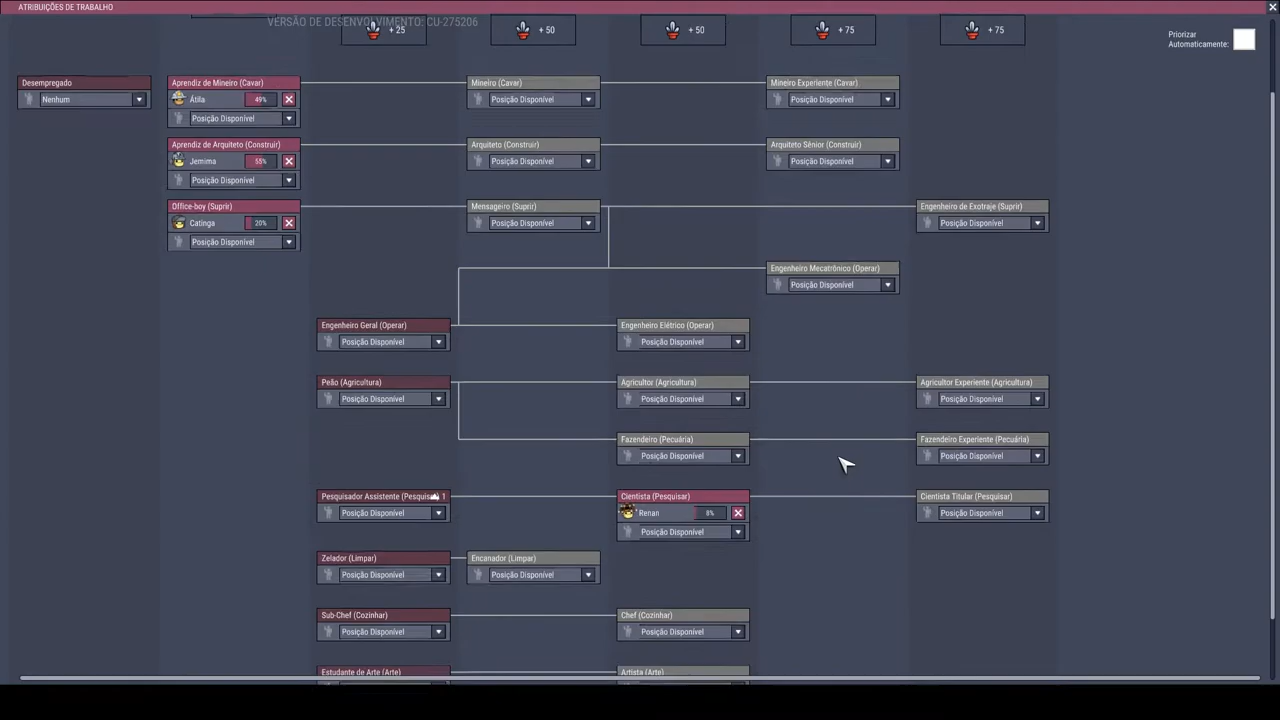 ATRIBUIÇÕES DE TRABALHO
VERSÃO DE DESENVOLVIMENTO: CU-275206
+ 25
+ 50
+ 50
+ 75
+ 75
Priorizar
Automaticamente:
Desempregado
Nenhum
Aprendiz de Mineiro (Cavar)
Átila
49%
Posição Disponível
Mineiro (Cavar)
Posição Disponível
Mineiro Experiente (Cavar)
Posição Disponível
Aprendiz de Arquiteto (Construir)
Jemima
55%
Posição Disponível
Arquiteto (Construir)
Posição Disponível
Arquiteto Sênior (Construir)
Posição Disponível
Office-boy (Suprir)
Catinga
20%
Posição Disponível
Mensageiro (Suprir)
Posição Disponível
Engenheiro de Exotraje (Suprir)
Posição Disponível
Engenheiro Mecatrônico (Operar)
Posição Disponível
Engenheiro Geral (Operar)
Posição Disponível
Engenheiro Elétrico (Operar)
Posição Disponível
Peão (Agricultura)
Posição Disponível
Agricultor (Agricultura)
Posição Disponível
Agricultor Experiente (Agricultura)
Posição Disponível
Fazendeiro (Pecuária)
Posição Disponível
Fazendeiro Experiente (Pecuária)
Posição Disponível
Pesquisador Assistente (Pesquisar) 1
Posição Disponível
Cientista (Pesquisar)
Renan
8%
Posição Disponível
Cientista Titular (Pesquisar)
Posição Disponível
Zelador (Limpar)
Posição Disponível
Encanador (Limpar)
Posição Disponível
Sub-Chef (Cozinhar)
Posição Disponível
Chef (Cozinhar)
Posição Disponível
Estudante de Arte (Arte)
Artista (Arte)